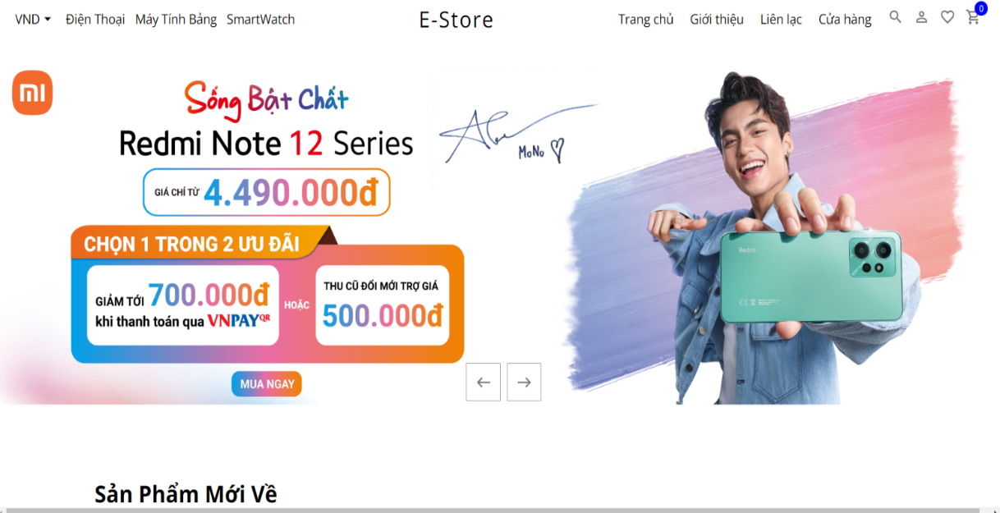 VND Điện Thoại Máy Tính Bảng SmartWatch E-Store Trang chủ Giới thiệu Liên lạc Cửa hàng 0
mi
Sống Bật Chất
Redmi Note 12 Series
GIÁ CHỈ TỪ 4.490.000đ
CHỌN 1 TRONG 2 ƯU ĐÃI
GIẢM TỚI 700.000đ
khi thanh toán qua VNPAYQR
HOẶC
THU CŨ ĐỔI MỚI TRỢ GIÁ
500.000đ
MUA NGAY
MoNo
Redmi
CE
Sản Phẩm Mới Về